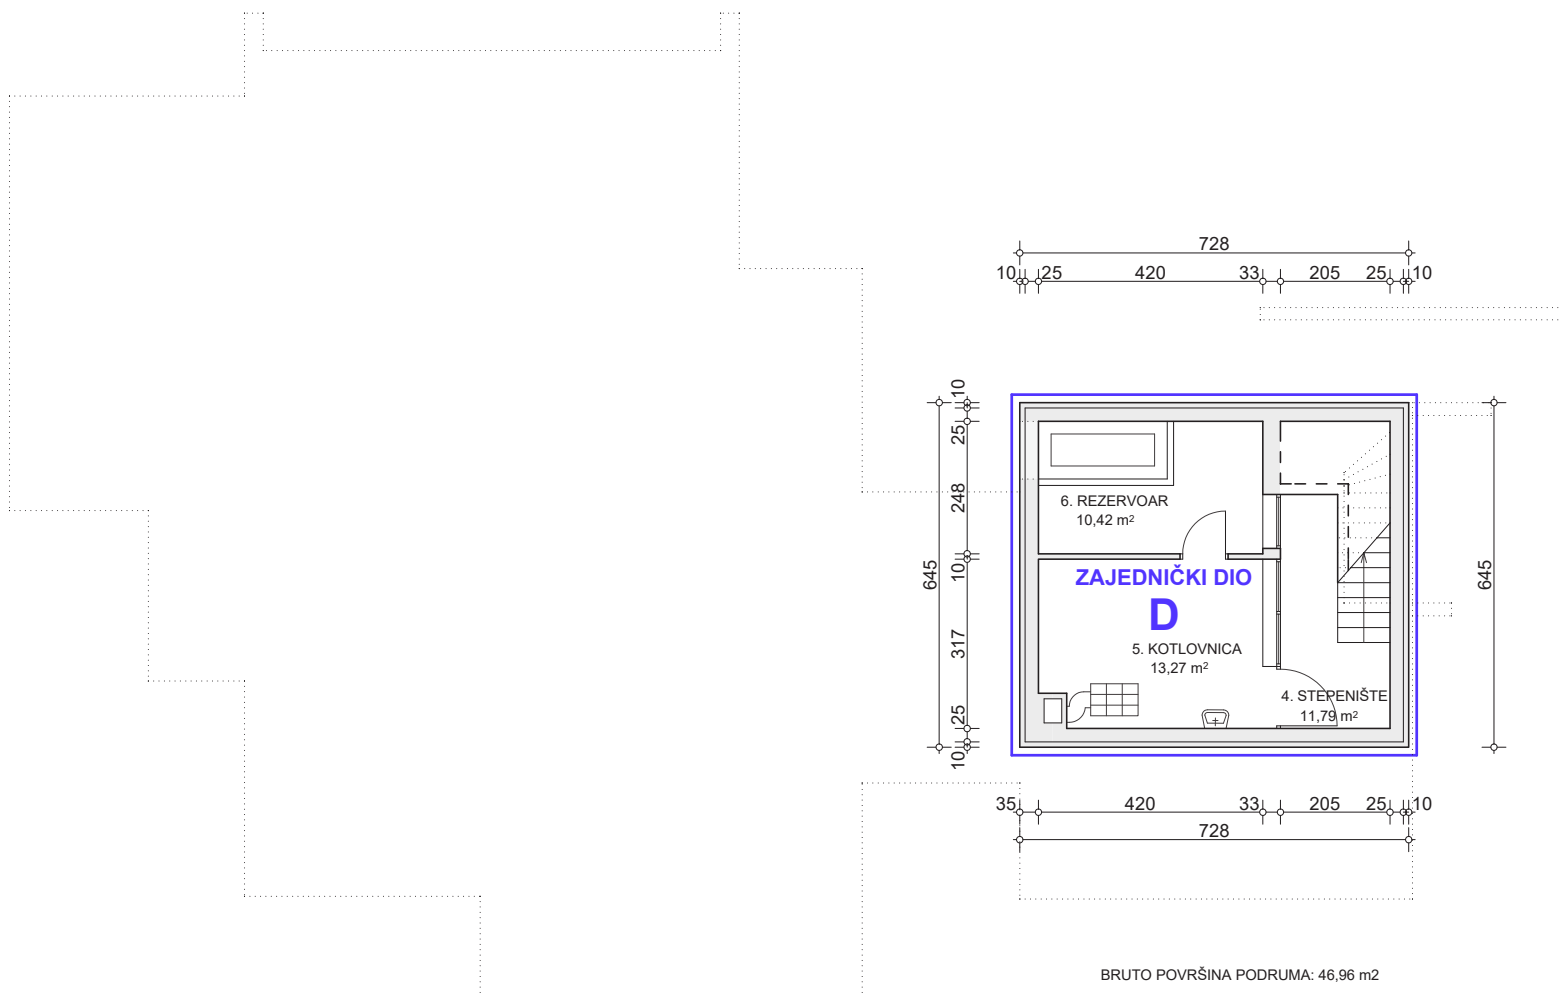 728
10 25 420 33 205 25 10
10
25
248
10
317
25
10
645
645
6. REZERVOAR
10,42 m²
ZAJEDNIČKI DIO
D
5. KOTLOVNICA
13,27 m²
4. STEPENIŠTE
11,79 m²
35 420 33 205 25 10
728
BRUTO POVRŠINA PODRUMA: 46,96 m2